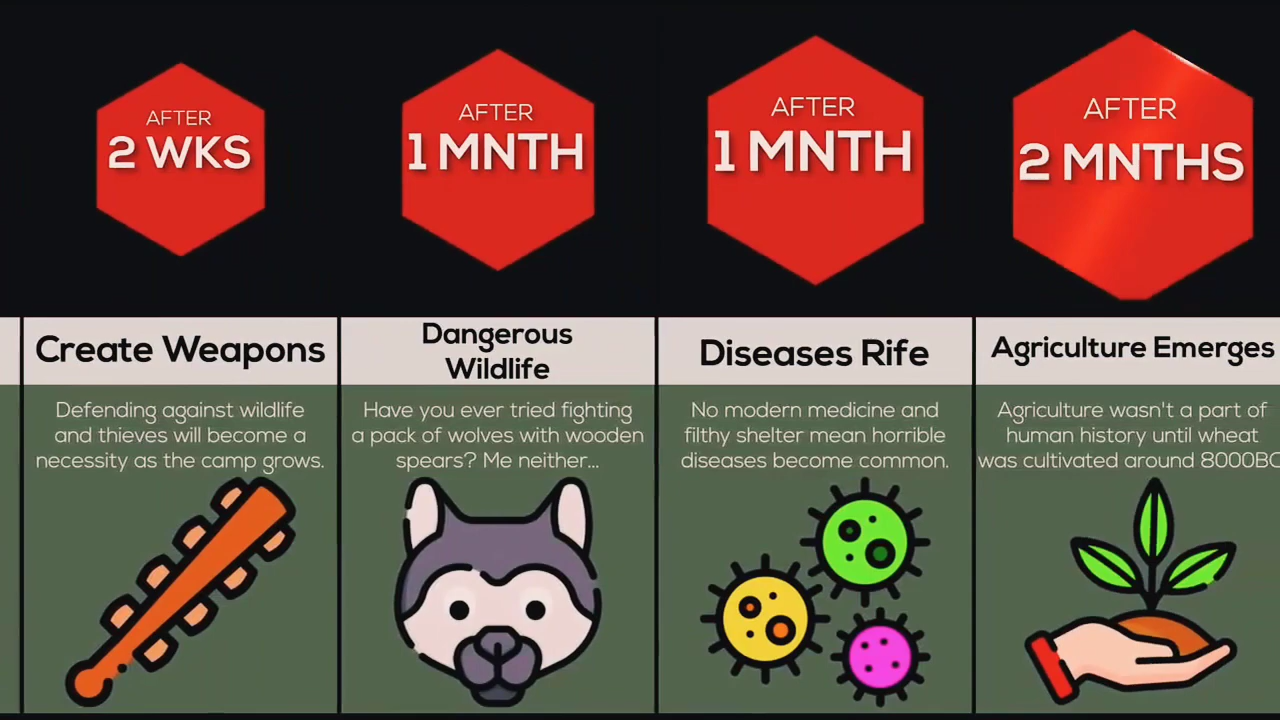 AFTER
2 WKS
Create Weapons
Defending against wildlife
and thieves will become a
necessity as the camp grows.
AFTER
1 MNTH
Dangerous
Wildlife
Have you ever tried fighting
a pack of wolves with wooden
spears? Me neither...
AFTER
1 MNTH
Diseases Rife
No modern medicine and
filthy shelter mean horrible
diseases become common.
AFTER
2 MNTHS
Agriculture Emerges
Agriculture wasn't a part of
human history until wheat
was cultivated around 8000BC